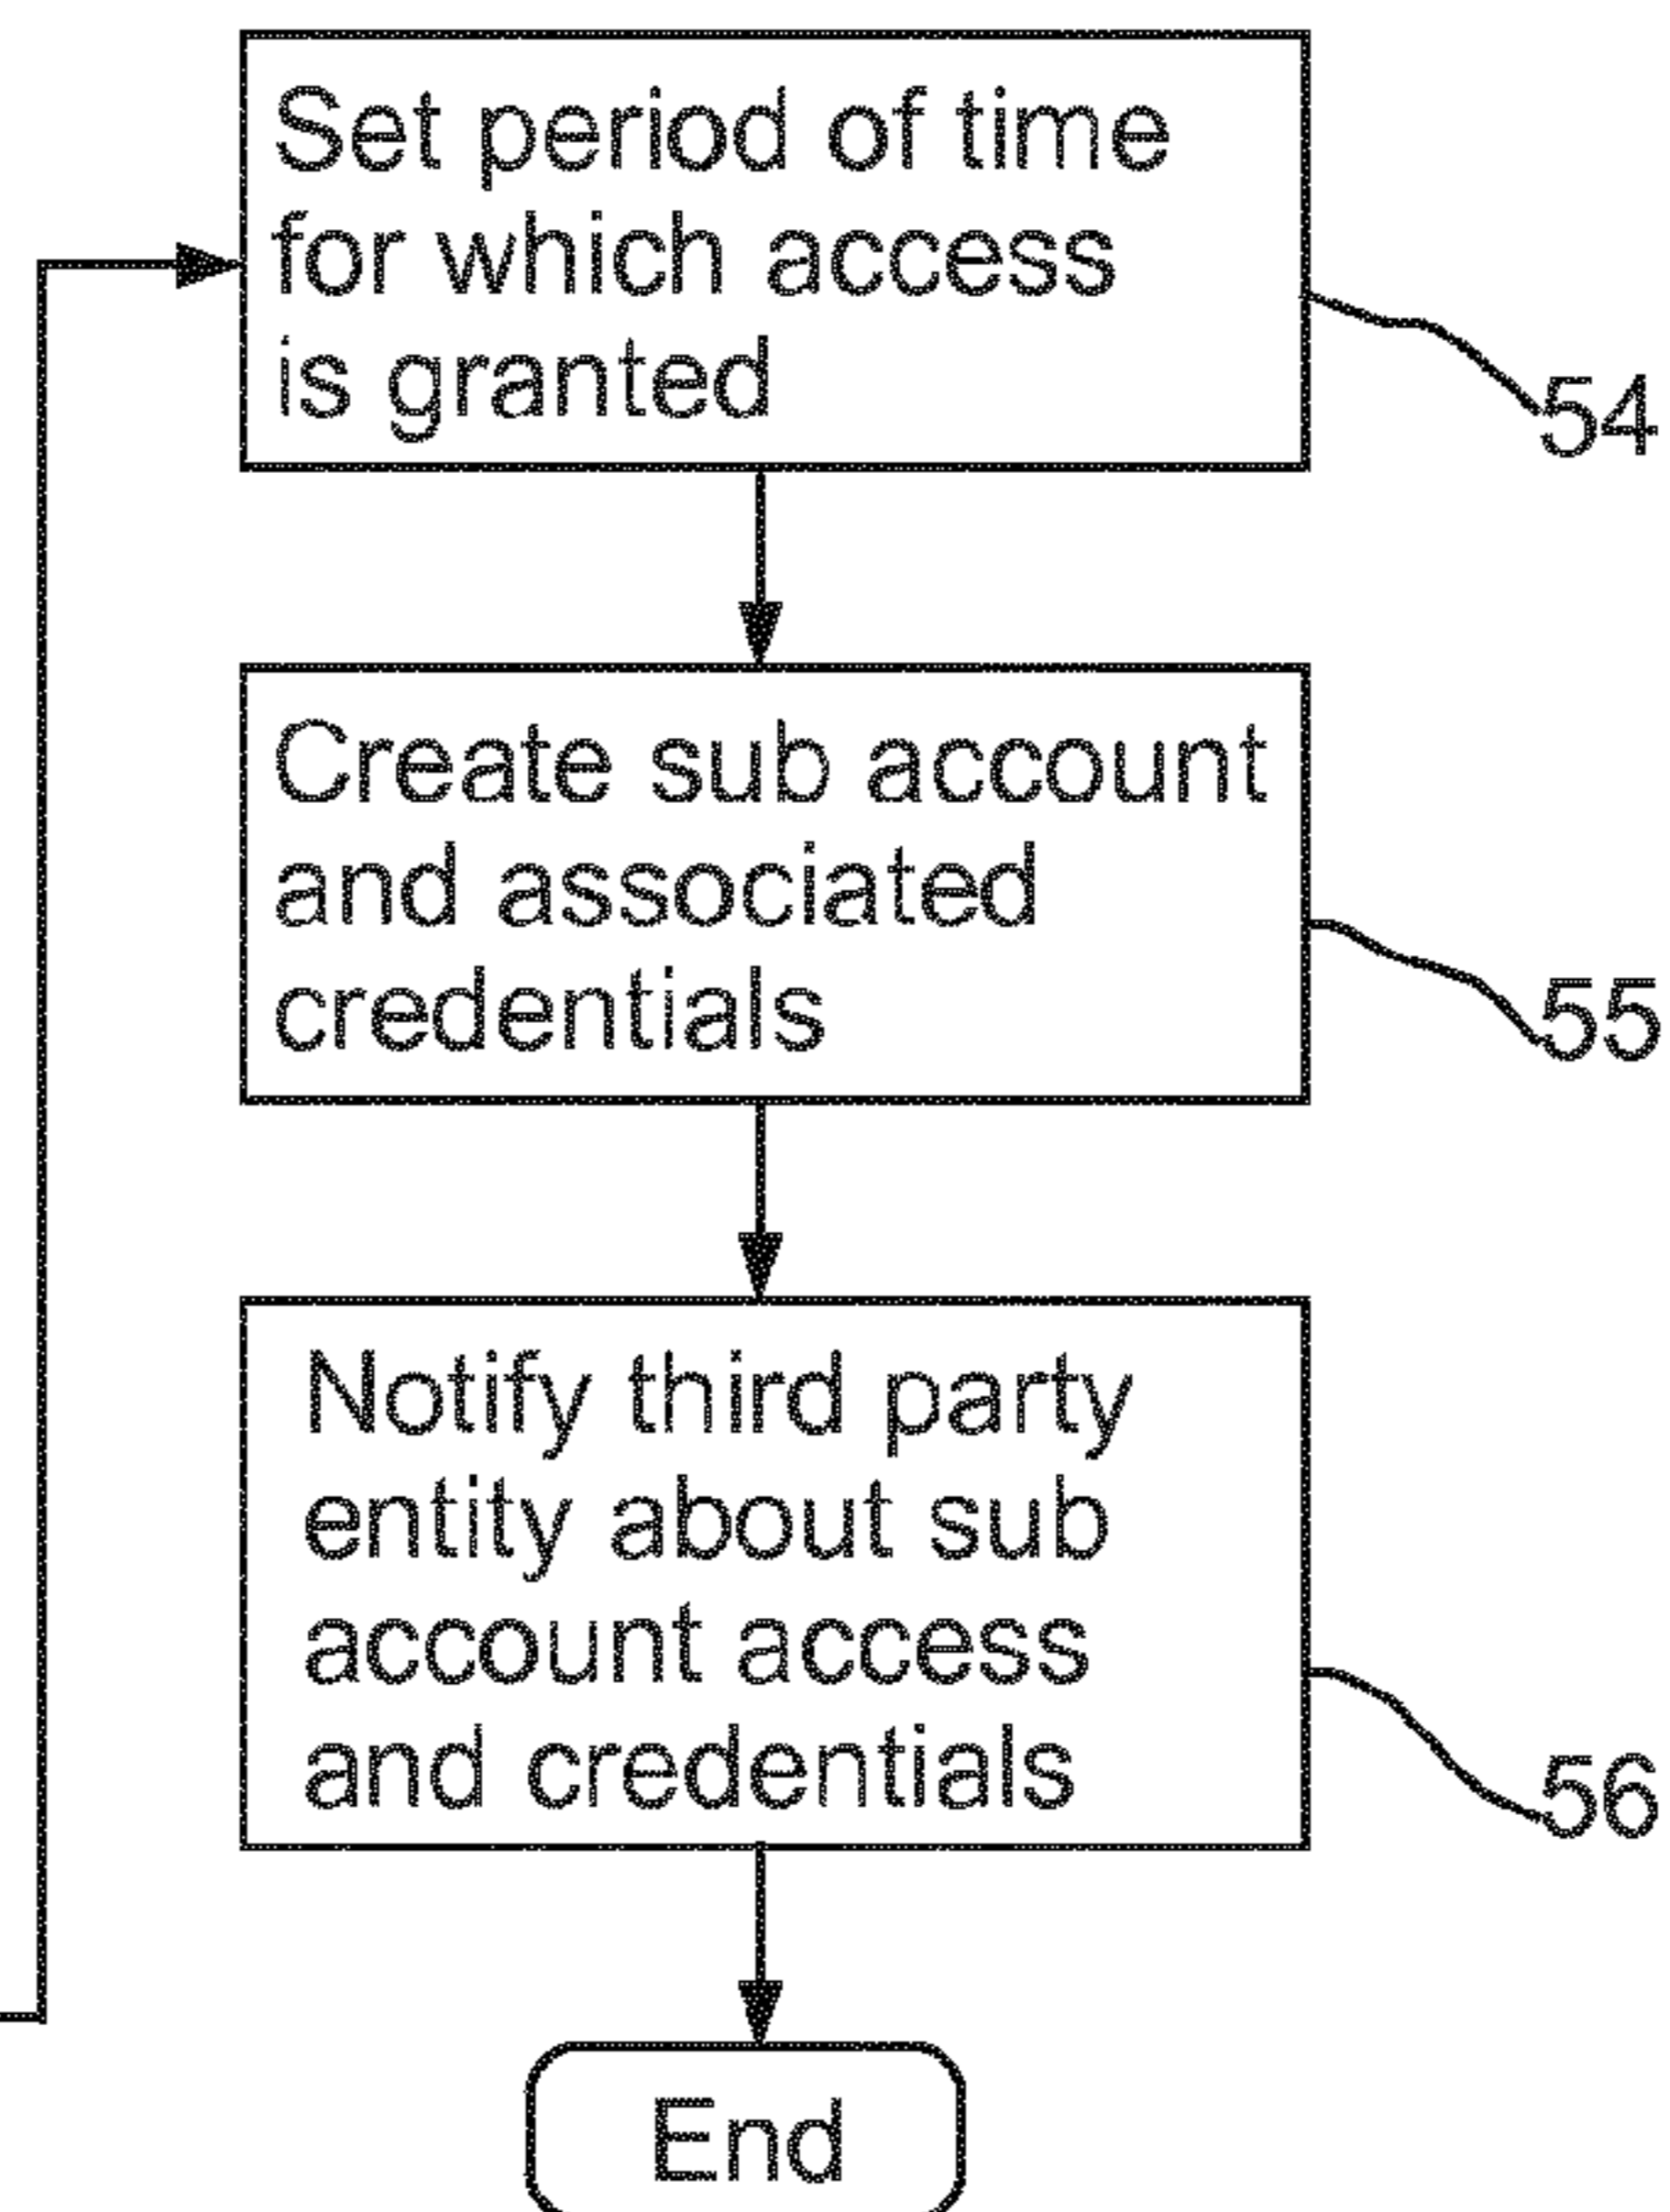 Set period of time
for which access
is granted
54
Create sub account
and associated
credentials
55
Notify third party
entity about sub
account access
and credentials
56
End